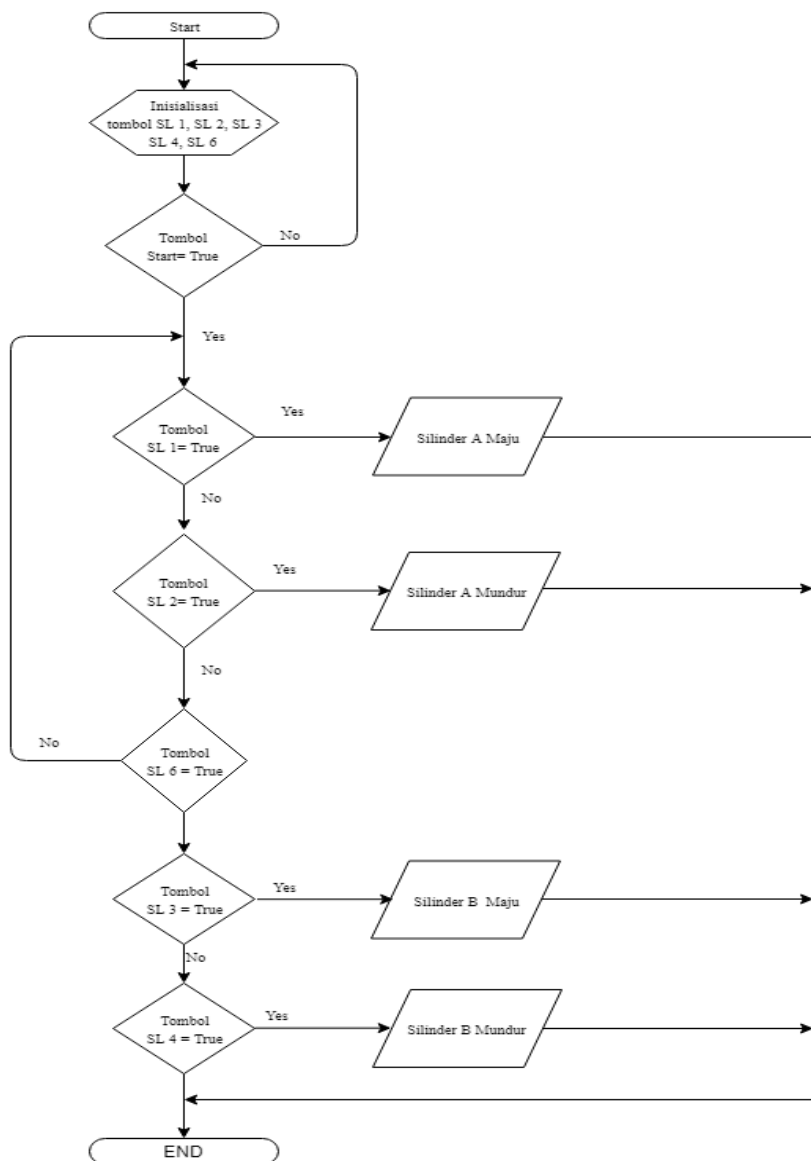 Start
Inisialisasi
tombol SL 1, SL 2, SL 3
SL 4, SL 6
Tombol
Start= True
No
Yes
Tombol
SL 1= True
Yes
Silinder A Maju
No
Tombol
SL 2= True
Yes
Silinder A Mundur
No
Tombol
SL 6 = True
No
Tombol
SL 3 = True
Yes
Silinder B  Maju
No
Tombol
SL 4 = True
Yes
Silinder B Mundur
END